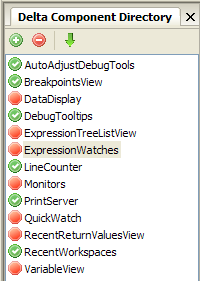 Delta Component Directory
AutoAdjustDebugTools
BreakpointsView
DataDisplay
DebugTooltips
ExpressionTreeListView
ExpressionWatches
LineCounter
Monitors
PrintServer
QuickWatch
RecentReturnValuesView
RecentWorkspaces
VariableView